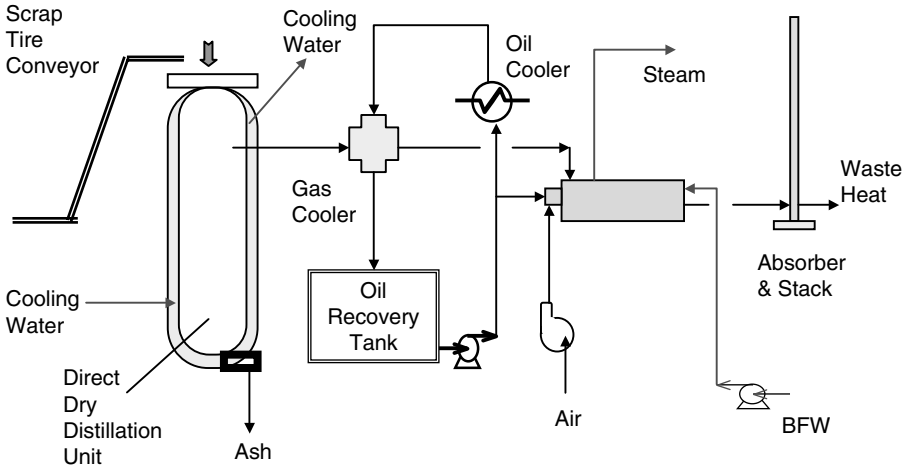 Scrap
Tire
Conveyor
Cooling
Water
Oil
Cooler
Steam
Gas
Cooler
Waste
Heat
Absorber
& Stack
Cooling
Water
Oil
Recovery
Tank
Direct
Dry
Distillation
Unit
Ash
Air
BFW